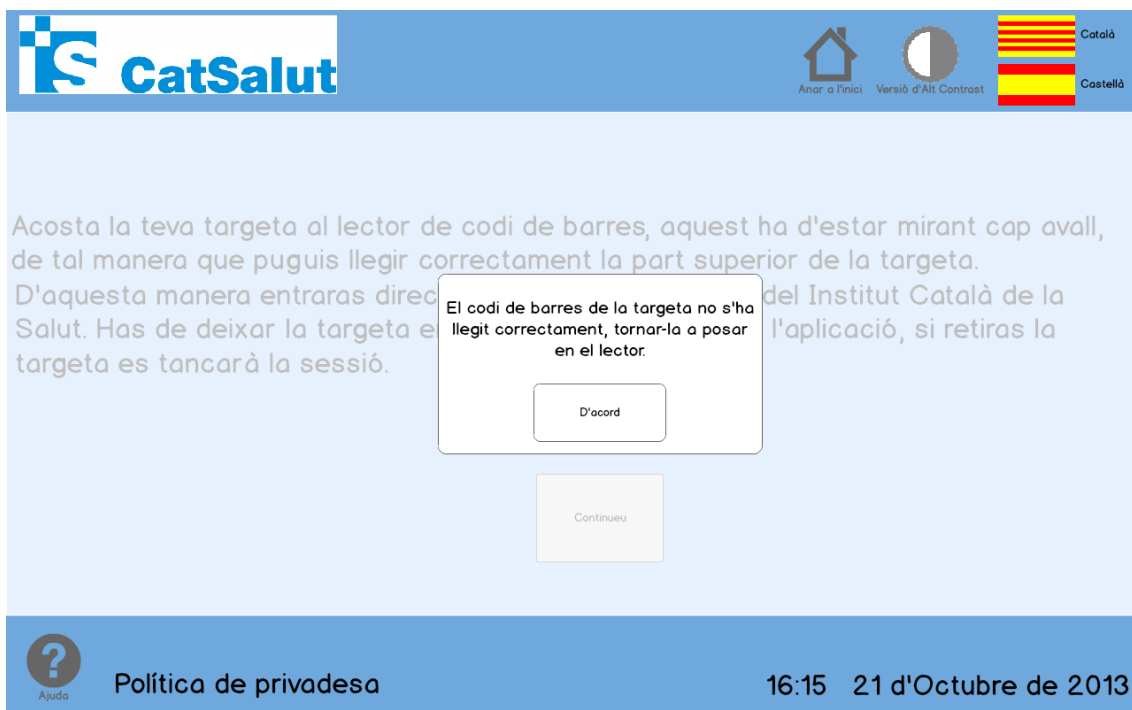 CatSalut
Anar a l'inici
Versió d'Alt Contrast
Català
Castellà
Acosta la teva targeta al lector de codi de barres, aquest ha d'estar mirant cap avall,
de tal manera que puguis llegir correctament la part superior de la targeta.
D'aquesta manera entraras direc del Institut Català de la
Salut. Has de deixar la targeta e l'aplicació, si retiras la
targeta es tancarà la sessió.
El codi de barres de la targeta no s'ha
llegit correctament, tornar-la a posar
en el lector.
D'acord
Continueu
Ajuda
Política de privadesa
16:15 21 d'Octubre de 2013